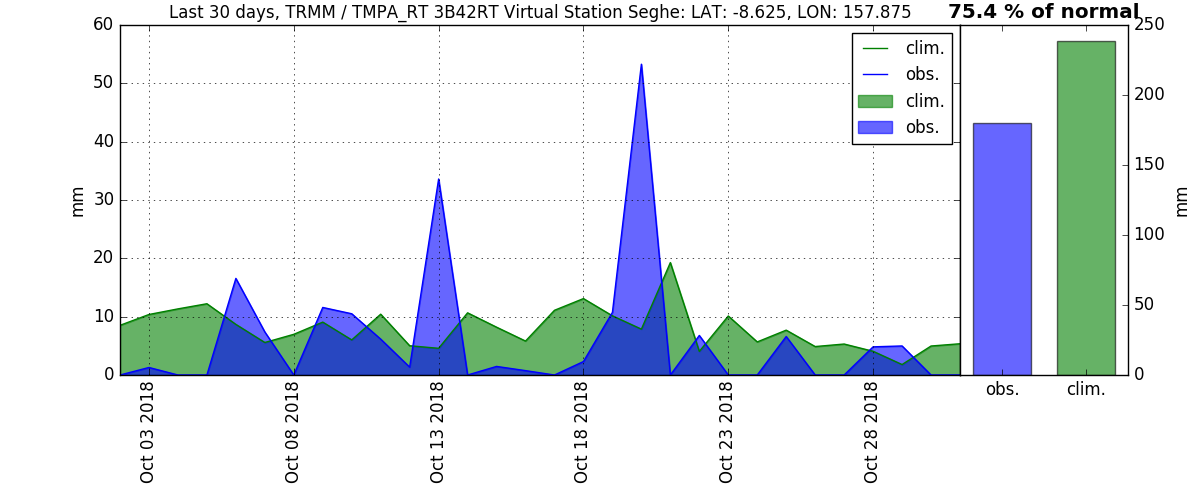 Last 30 days, TRMM / TMPA_RT 3B42RT Virtual Station Seghe: LAT: -8.625, LON: 157.875
75.4 % of normal
60
50
40
30
20
10
0
mm
clim.
obs.
clim.
obs.
Oct 03 2018
Oct 08 2018
Oct 13 2018
Oct 18 2018
Oct 23 2018
Oct 28 2018
250
200
150
100
50
0
mm
obs.
clim.